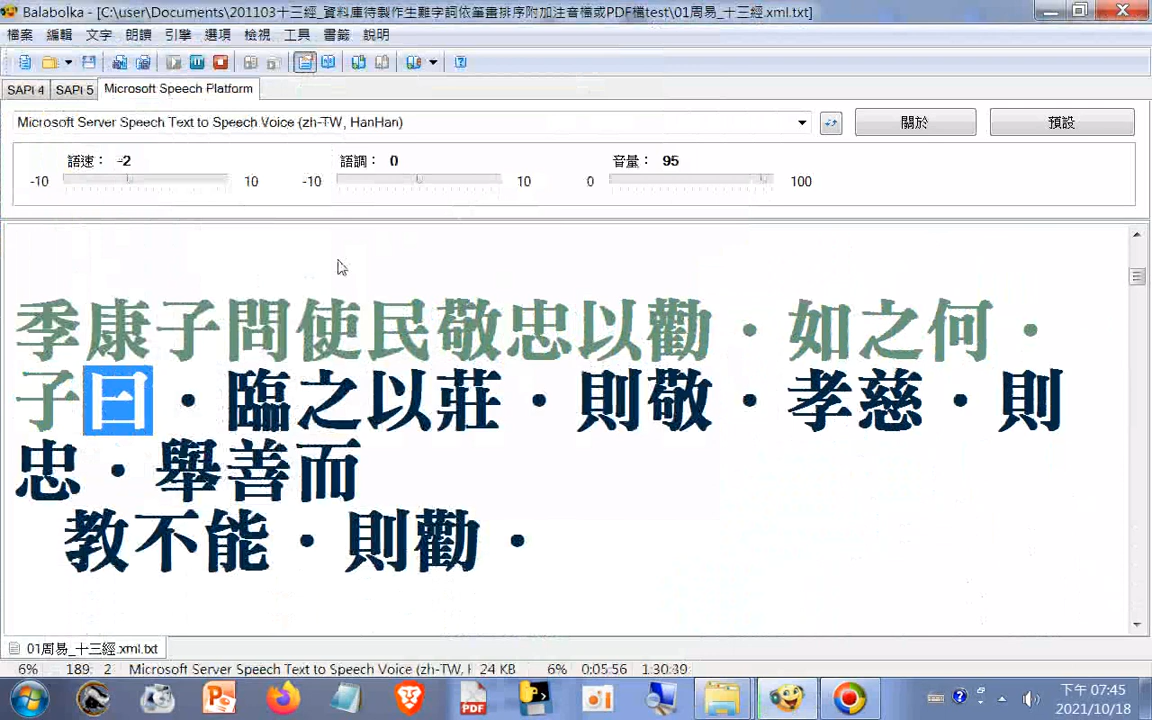 Balabolka - [C:\user\Documents\201103十三經_資料庫待製作生難字詞依筆畫排序附加注音檔或PDF檔test\01周易_十三經.xml.txt]
檔案 編輯 文字 朗讀 引擎 選項 檢視 工具 書籤 說明
SAPI 4 SAPI 5 Microsoft Speech Platform
Microsoft Server Speech Text to Speech Voice (zh-TW, HanHan) 關於 預設
語速： -2 語調： 0 音量： 95
-10 10 -10 10 0 100
季康子問使民敬忠以勸．如之何．
子曰．臨之以莊．則敬．孝慈．則
忠．舉善而
教不能．則勸．
01周易_十三經.xml.txt
6% 189: 2 Microsoft Server Speech Text to Speech Voice (zh-TW, H 24 KB 6% 0:05:56 1:30:39
下午 07:45
2021/10/18